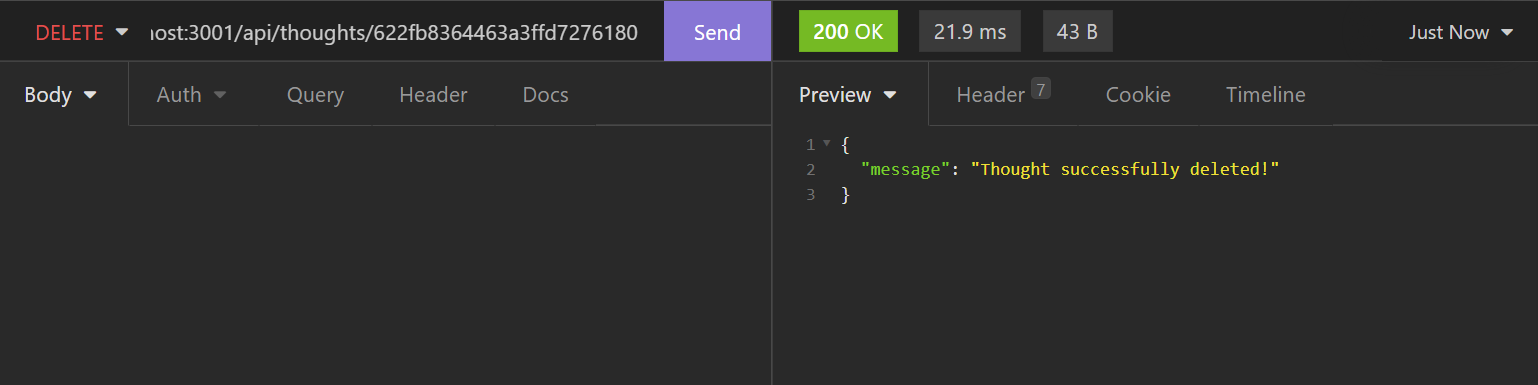 DELETE host:3001/api/thoughts/622fb8364463a3ffd7276180 Send 200 OK 21.9 ms 43 B Just Now
Body Auth Query Header Docs Preview Header 7 Cookie Timeline
1 {
2 "message": "Thought successfully deleted!"
3 }